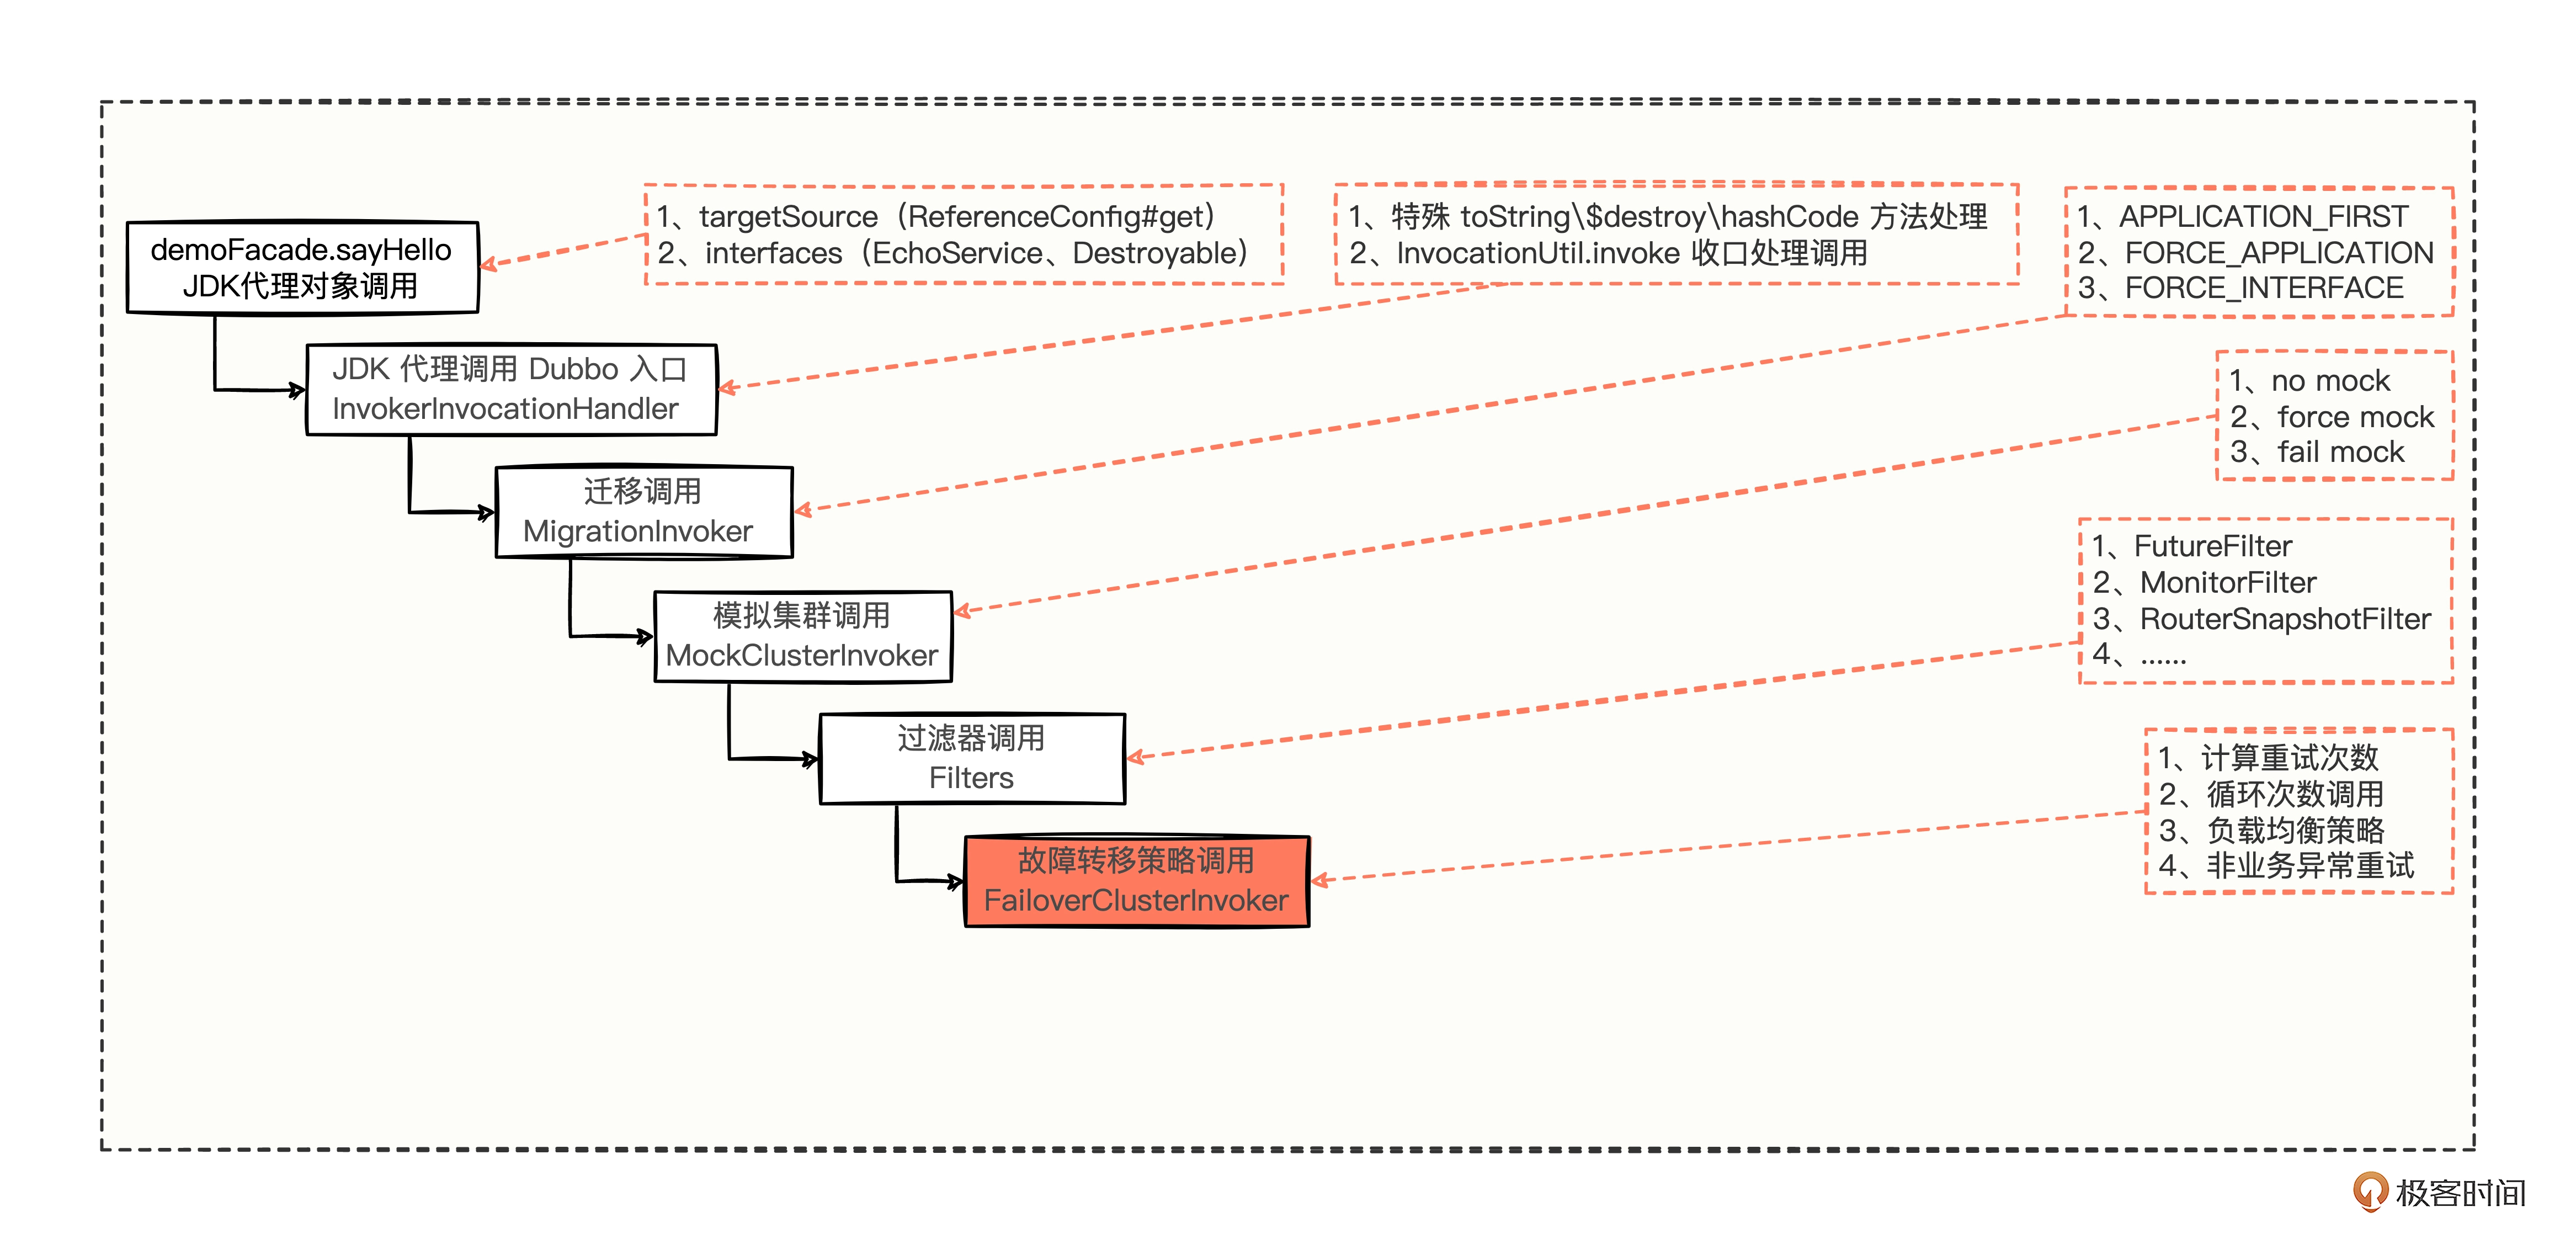 demoFacade.sayHello
JDK代理对象调用
1、targetSource（ReferenceConfig#get）
2、interfaces（EchoService、Destroyable）
1、特殊 toString\$destroy\hashCode 方法处理
2、InvocationUtil.invoke 收口处理调用
1、APPLICATION_FIRST
2、FORCE_APPLICATION
3、FORCE_INTERFACE
JDK 代理调用 Dubbo 入口
InvokerInvocationHandler
1、no mock
2、force mock
3、fail mock
迁移调用
MigrationInvoker
1、FutureFilter
2、MonitorFilter
3、RouterSnapshotFilter
4、......
模拟集群调用
MockClusterInvoker
过滤器调用
Filters
1、计算重试次数
2、循环次数调用
3、负载均衡策略
4、非业务异常重试
故障转移策略调用
FailoverClusterInvoker
极客时间